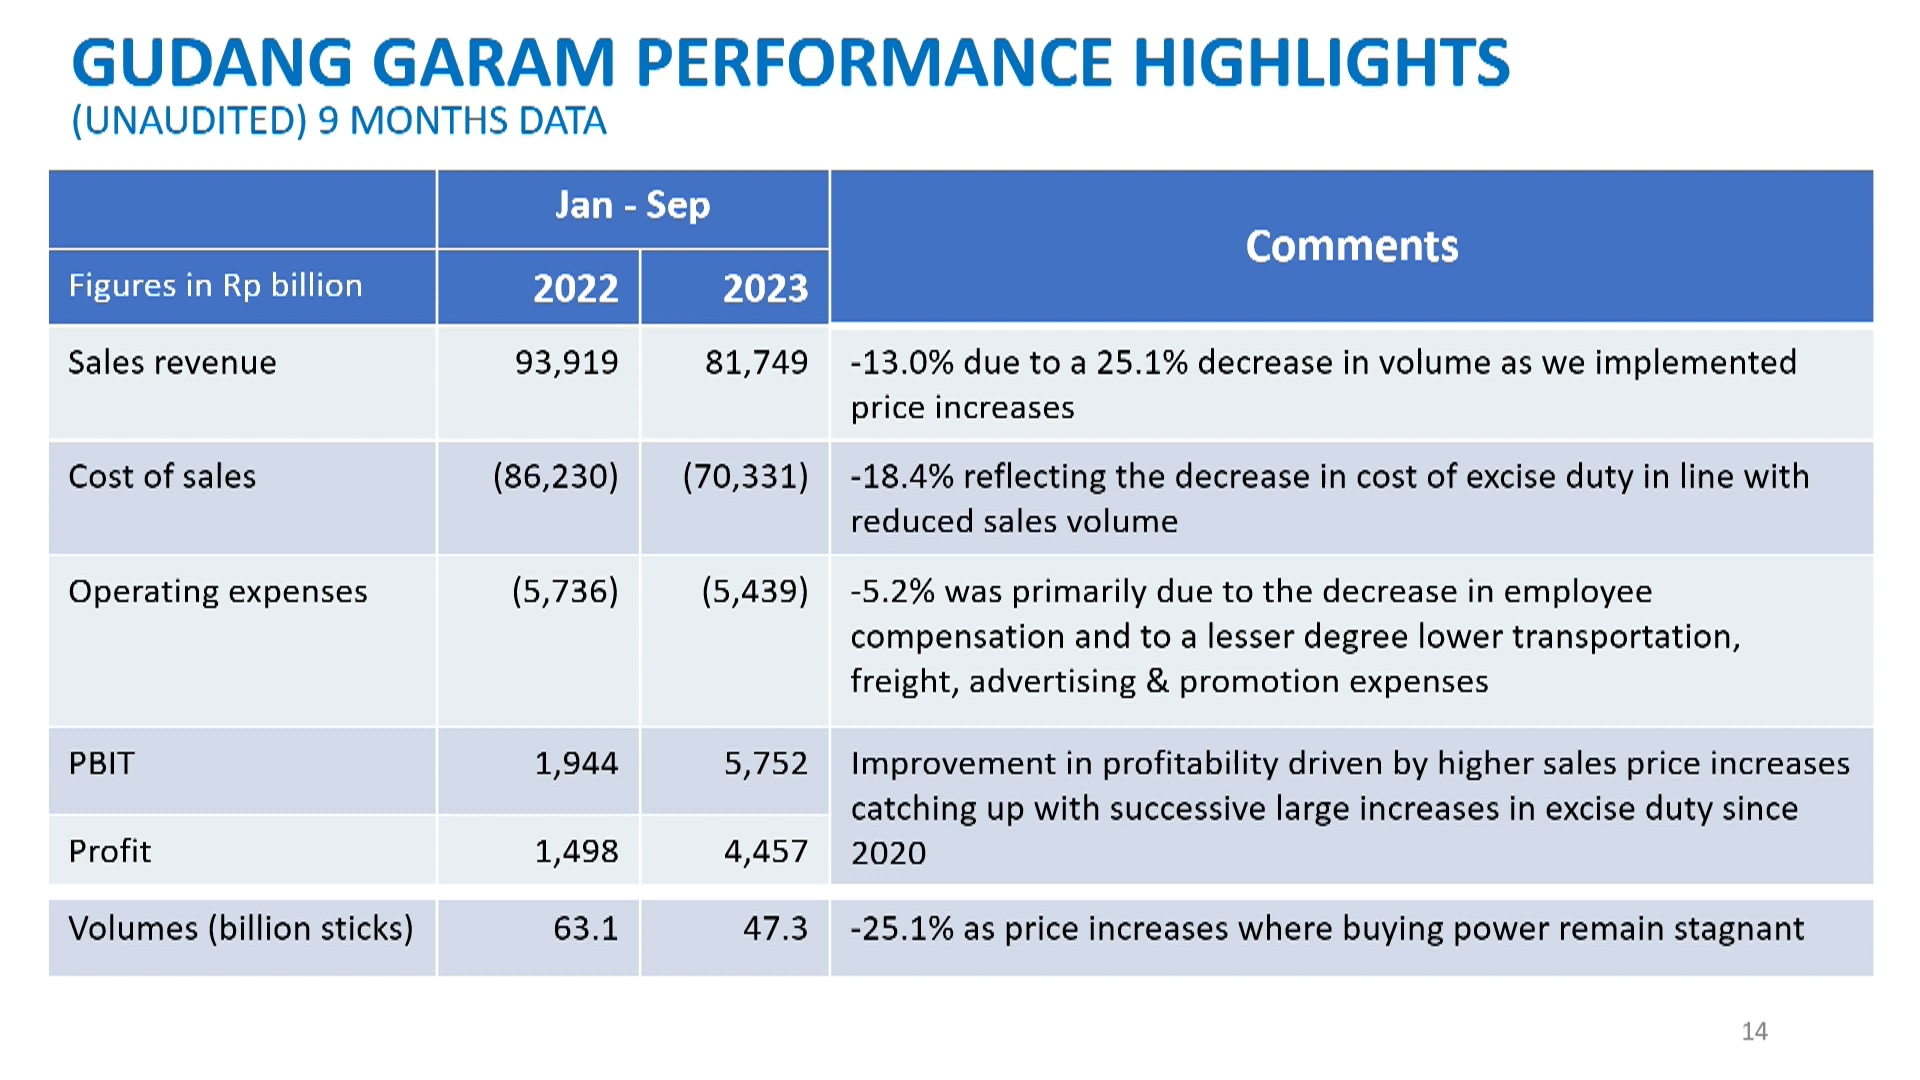 GUDANG GARAM PERFORMANCE HIGHLIGHTS
(UNAUDITED) 9 MONTHS DATA
Jan - Sep
Comments
Figures in Rp billion 2022 2023
Sales revenue 93,919 81,749 -13.0% due to a 25.1% decrease in volume as we implemented
price increases
Cost of sales (86,230) (70,331) -18.4% reflecting the decrease in cost of excise duty in line with
reduced sales volume
Operating expenses (5,736) (5,439) -5.2% was primarily due to the decrease in employee
compensation and to a lesser degree lower transportation,
freight, advertising & promotion expenses
PBIT 1,944 5,752 Improvement in profitability driven by higher sales price increases
catching up with successive large increases in excise duty since
Profit 1,498 4,457 2020
Volumes (billion sticks) 63.1 47.3 -25.1% as price increases where buying power remain stagnant
14